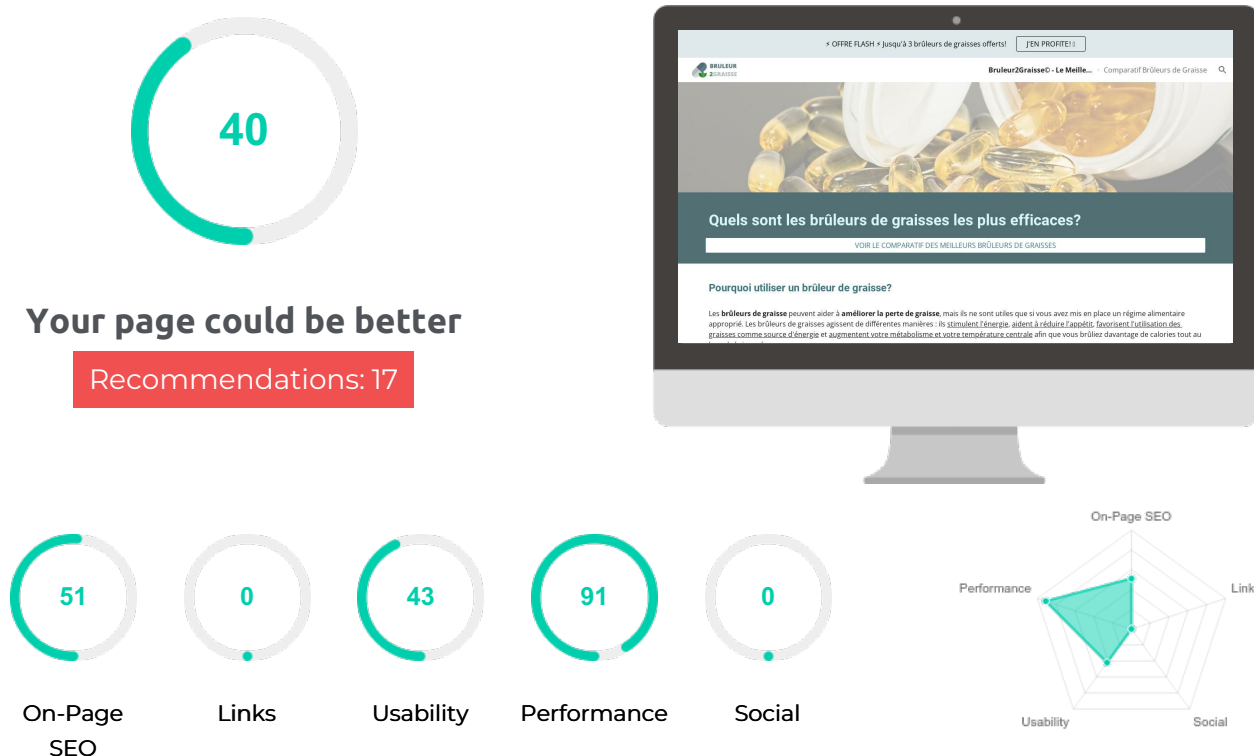 40
Your page could be better
Recommendations: 17
⚡ OFFRE FLASH ⚡ Jusqu'à 3 brûleurs de graisses offerts!
J'EN PROFITE!
BRULEUR
2GRAISSE
Bruleur2Graisse© - Le Meille...
Comparatif Brûleurs de Graisse
Quels sont les brûleurs de graisses les plus efficaces?
VOIR LE COMPARATIF DES MEILLEURS BRÛLEURS DE GRAISSES
Pourquoi utiliser un brûleur de graisse?
Les brûleurs de graisse peuvent aider à améliorer la perte de graisse, mais ils ne sont utiles que si vous avez mis en place un régime alimentaire
approprié. Les brûleurs de graisses agissent de différentes manières : ils stimulent l'énergie, aident à réduire l'appétit, favorisent l'utilisation des
graisses comme source d'énergie et augmentent votre métabolisme et votre température centrale afin que vous brûliez davantage de calories tout au
51
0
43
91
0
On-Page
SEO
Links
Usability
Performance
Social
On-Page SEO
Performance
Link
Usability
Social